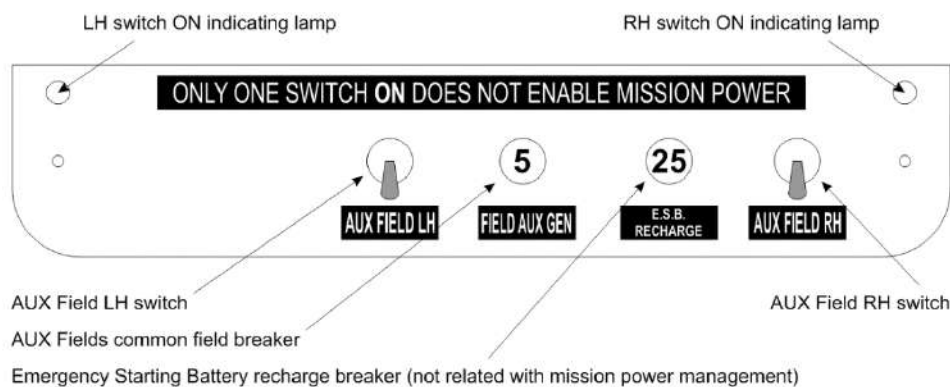 LH switch ON indicating lamp
RH switch ON indicating lamp
ONLY ONE SWITCH ON DOES NOT ENABLE MISSION POWER
5
25
AUX FIELD LH
FIELD AUX GEN
E.S.B.
RECHARGE
AUX FIELD RH
AUX Field LH switch
AUX Field RH switch
AUX Fields common field breaker
Emergency Starting Battery recharge breaker (not related with mission power management)